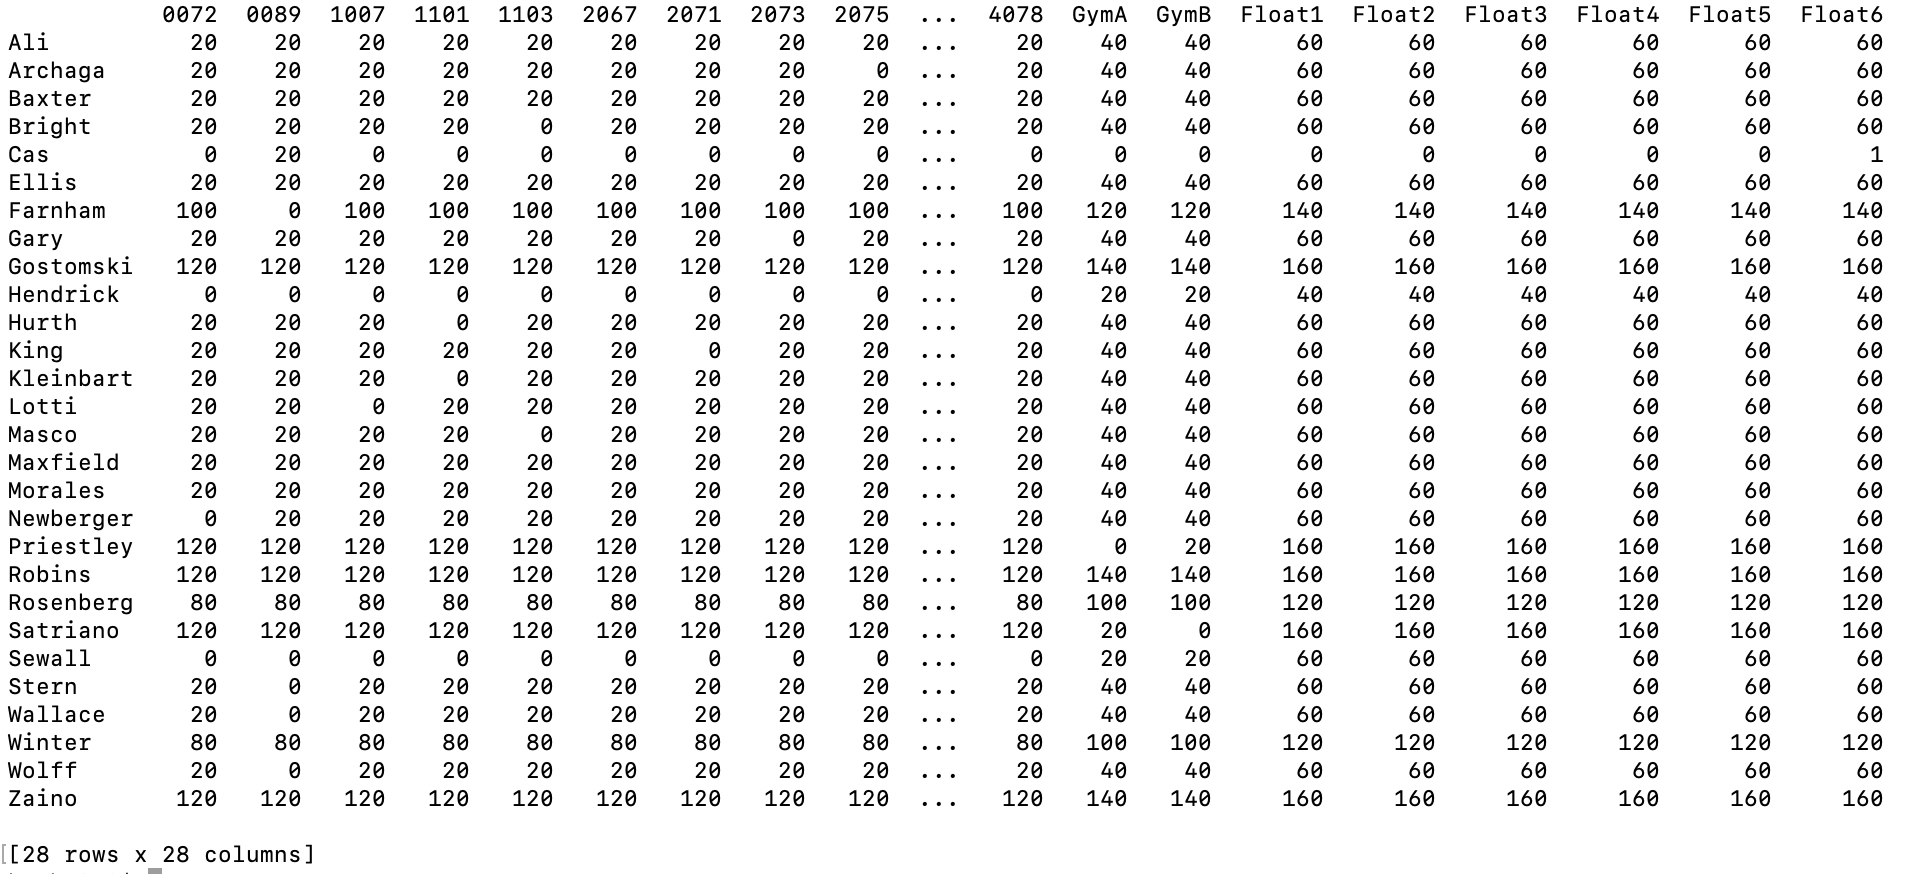 0072 0089 1007 1101 1103 2067 2071 2073 2075 ... 4078 GymA GymB Float1 Float2 Float3 Float4 Float5 Float6
Ali 20 20 20 20 20 20 20 20 20 ... 20 40 40 60 60 60 60 60 60
Archaga 20 20 20 20 20 20 20 20 0 ... 20 40 40 60 60 60 60 60 60
Baxter 20 20 20 20 20 20 20 20 20 ... 20 40 40 60 60 60 60 60 60
Bright 20 20 20 20 0 20 20 20 20 ... 20 40 40 60 60 60 60 60 60
Cas 0 20 0 0 0 0 0 0 0 ... 0 0 0 0 0 0 0 0 1
Ellis 20 20 20 20 20 20 20 20 20 ... 20 40 40 60 60 60 60 60 60
Farnham 100 0 100 100 100 100 100 100 100 ... 100 120 120 140 140 140 140 140 140
Gary 20 20 20 20 20 20 20 0 20 ... 20 40 40 60 60 60 60 60 60
Gostomski 120 120 120 120 120 120 120 120 120 ... 120 140 140 160 160 160 160 160 160
Hendrick 0 0 0 0 0 0 0 0 0 ... 0 20 20 40 40 40 40 40 40
Hurth 20 20 20 0 20 20 20 20 20 ... 20 40 40 60 60 60 60 60 60
King 20 20 20 20 20 20 0 20 20 ... 20 40 40 60 60 60 60 60 60
Kleinbart 20 20 20 0 20 20 20 20 20 ... 20 40 40 60 60 60 60 60 60
Lotti 20 20 0 20 20 20 20 20 20 ... 20 40 40 60 60 60 60 60 60
Masco 20 20 20 20 0 20 20 20 20 ... 20 40 40 60 60 60 60 60 60
Maxfield 20 20 20 20 20 20 20 20 20 ... 20 40 40 60 60 60 60 60 60
Morales 20 20 20 20 20 20 20 20 20 ... 20 40 40 60 60 60 60 60 60
Newberger 0 20 20 20 20 20 20 20 20 ... 20 40 40 60 60 60 60 60 60
Priestley 120 120 120 120 120 120 120 120 120 ... 120 0 20 160 160 160 160 160 160
Robins 120 120 120 120 120 120 120 120 120 ... 120 140 140 160 160 160 160 160 160
Rosenberg 80 80 80 80 80 80 80 80 80 ... 80 100 100 120 120 120 120 120 120
Satriano 120 120 120 120 120 120 120 120 120 ... 120 20 0 160 160 160 160 160 160
Sewall 0 0 0 0 0 0 0 0 0 ... 0 20 20 60 60 60 60 60 60
Stern 20 0 20 20 20 20 20 20 20 ... 20 40 40 60 60 60 60 60 60
Wallace 20 0 20 20 20 20 20 20 20 ... 20 40 40 60 60 60 60 60 60
Winter 80 80 80 80 80 80 80 80 80 ... 80 100 100 120 120 120 120 120 120
Wolff 20 0 20 20 20 20 20 20 20 ... 20 40 40 60 60 60 60 60 60
Zaino 120 120 120 120 120 120 120 120 120 ... 120 140 140 160 160 160 160 160 160
[[28 rows x 28 columns]